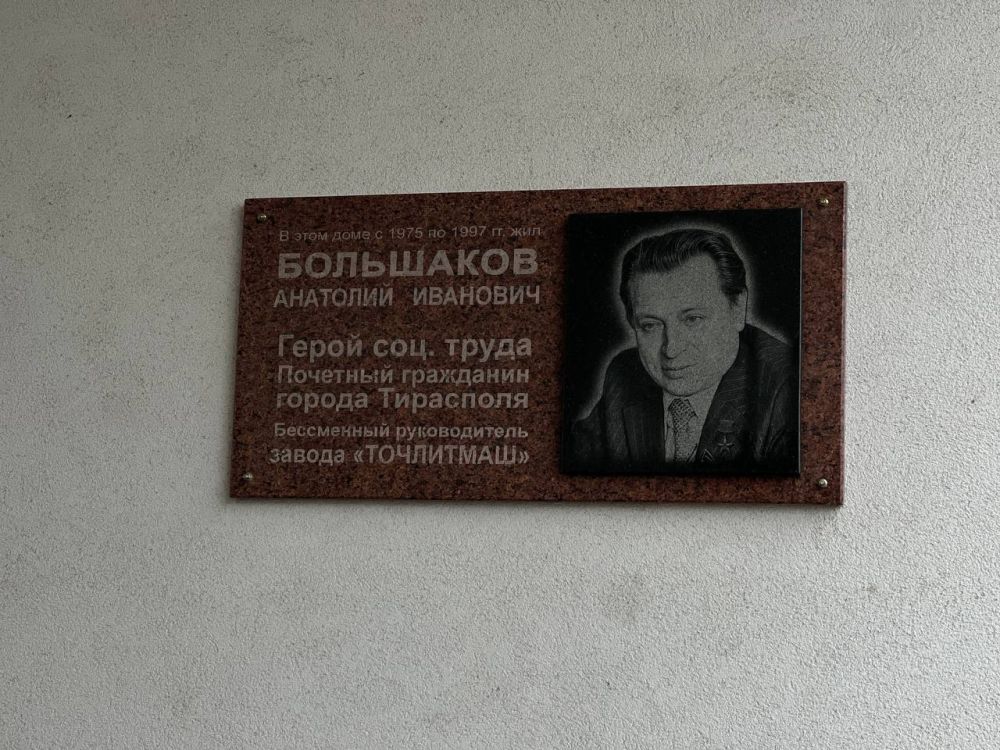 В этом доме с 1975 по 1997 гг. жил
БОЛЬШАКОВ
АНАТОЛИЙ ИВАНОВИЧ
Герой соц. труда
Почетный гражданин
города Тирасполя
Бессменный руководитель
завода «ТОЧЛИТМАШ»